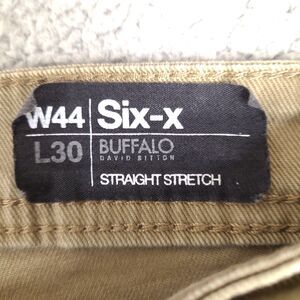 W44 Six-x
L30 BUFFALO
DAVID BITTON
STRAIGHT STRETCH